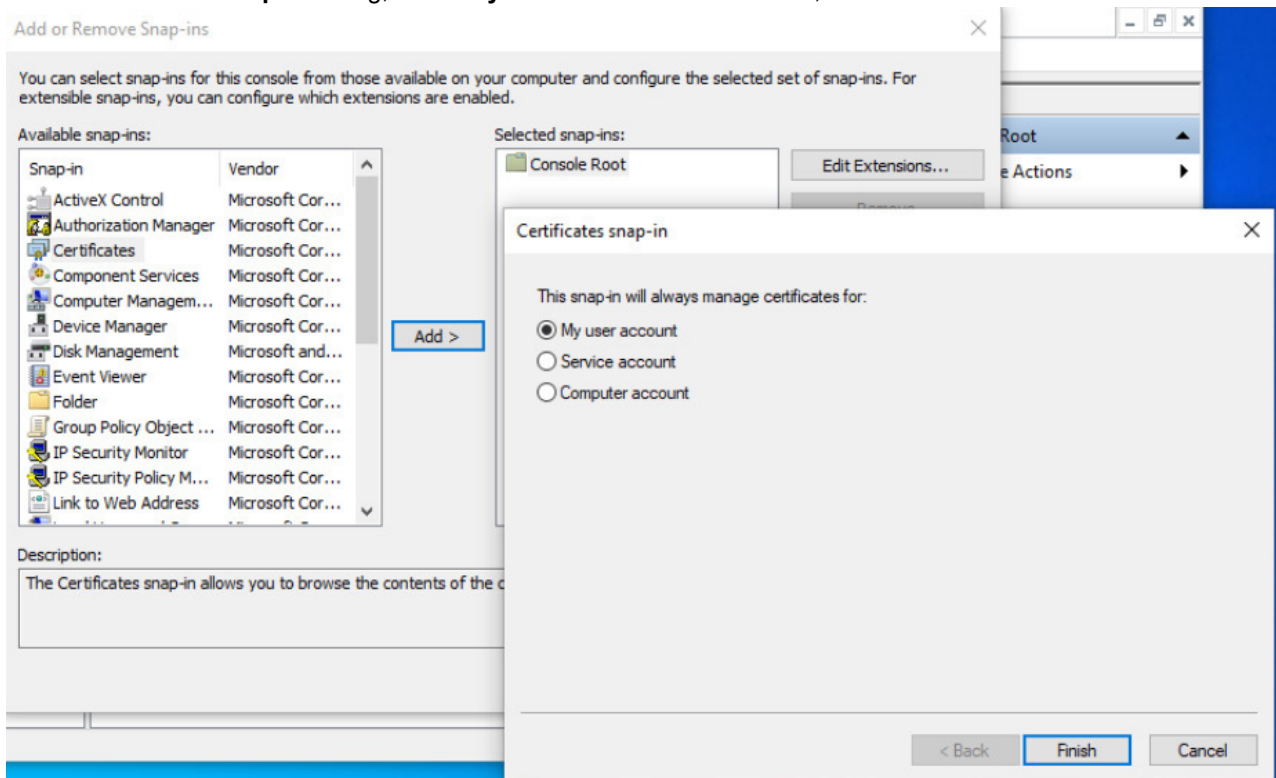 Add or Remove Snap-ins
You can select snap-ins for this console from those available on your computer and configure the selected set of snap-ins. For
extensible snap-ins, you can configure which extensions are enabled.
Available snap-ins:
Selected snap-ins:
Snap-in Vendor
ActiveX Control Microsoft Cor...
Authorization Manager Microsoft Cor...
Certificates Microsoft Cor...
Component Services Microsoft Cor...
Computer Managem... Microsoft Cor...
Device Manager Microsoft Cor...
Disk Management Microsoft and...
Event Viewer Microsoft Cor...
Folder Microsoft Cor...
Group Policy Object ... Microsoft Cor...
IP Security Monitor Microsoft Cor...
IP Security Policy M... Microsoft Cor...
Link to Web Address Microsoft Cor...
Add >
Console Root
Edit Extensions...
Root
e Actions
Description:
The Certificates snap-in allows you to browse the contents of the
Certificates snap-in
This snap-in will always manage certificates for:
My user account
Service account
Computer account
< Back
Finish
Cancel